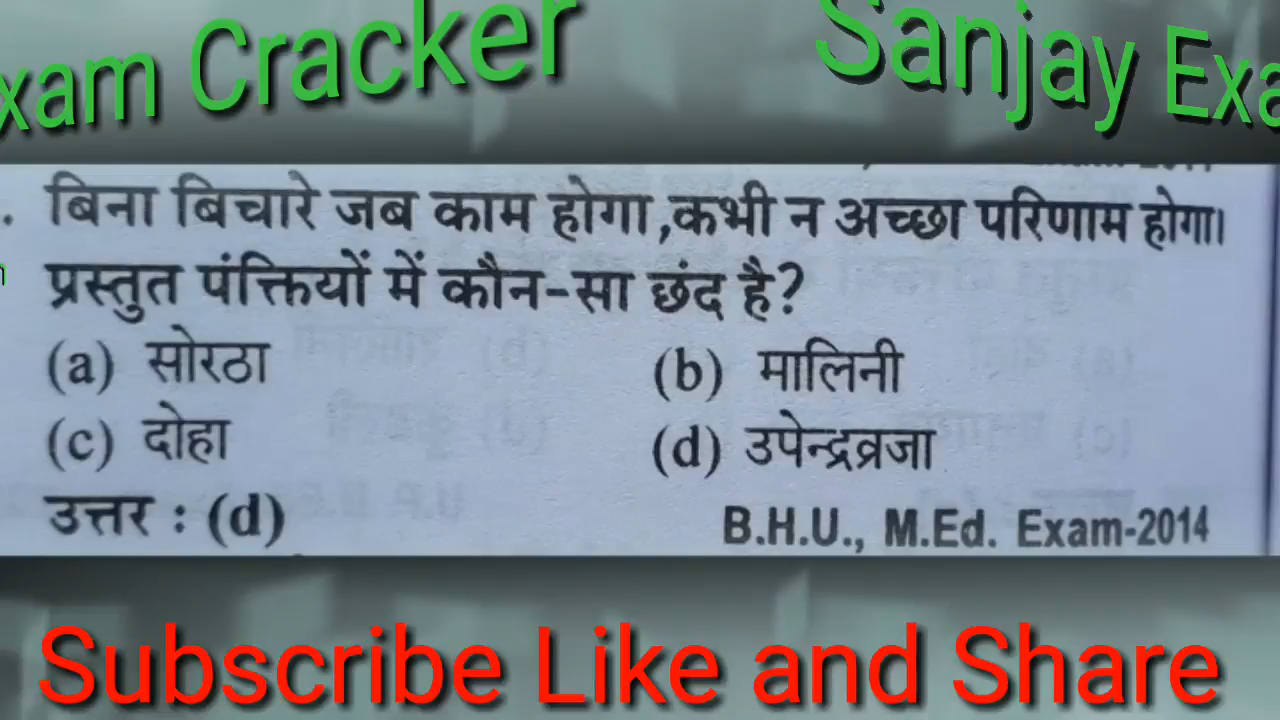 xam Cracker Sanjay Exa
. बिना बिचारे जब काम होगा,कभी न अच्छा परिणाम होगा।
प्रस्तुत पंक्तियों में कौन-सा छंद है?
(a) सोरठा (b) मालिनी
(c) दोहा (d) उपेन्द्रव्रजा
उत्तर : (d) B.H.U., M.Ed. Exam-2014
Subscribe Like and Share